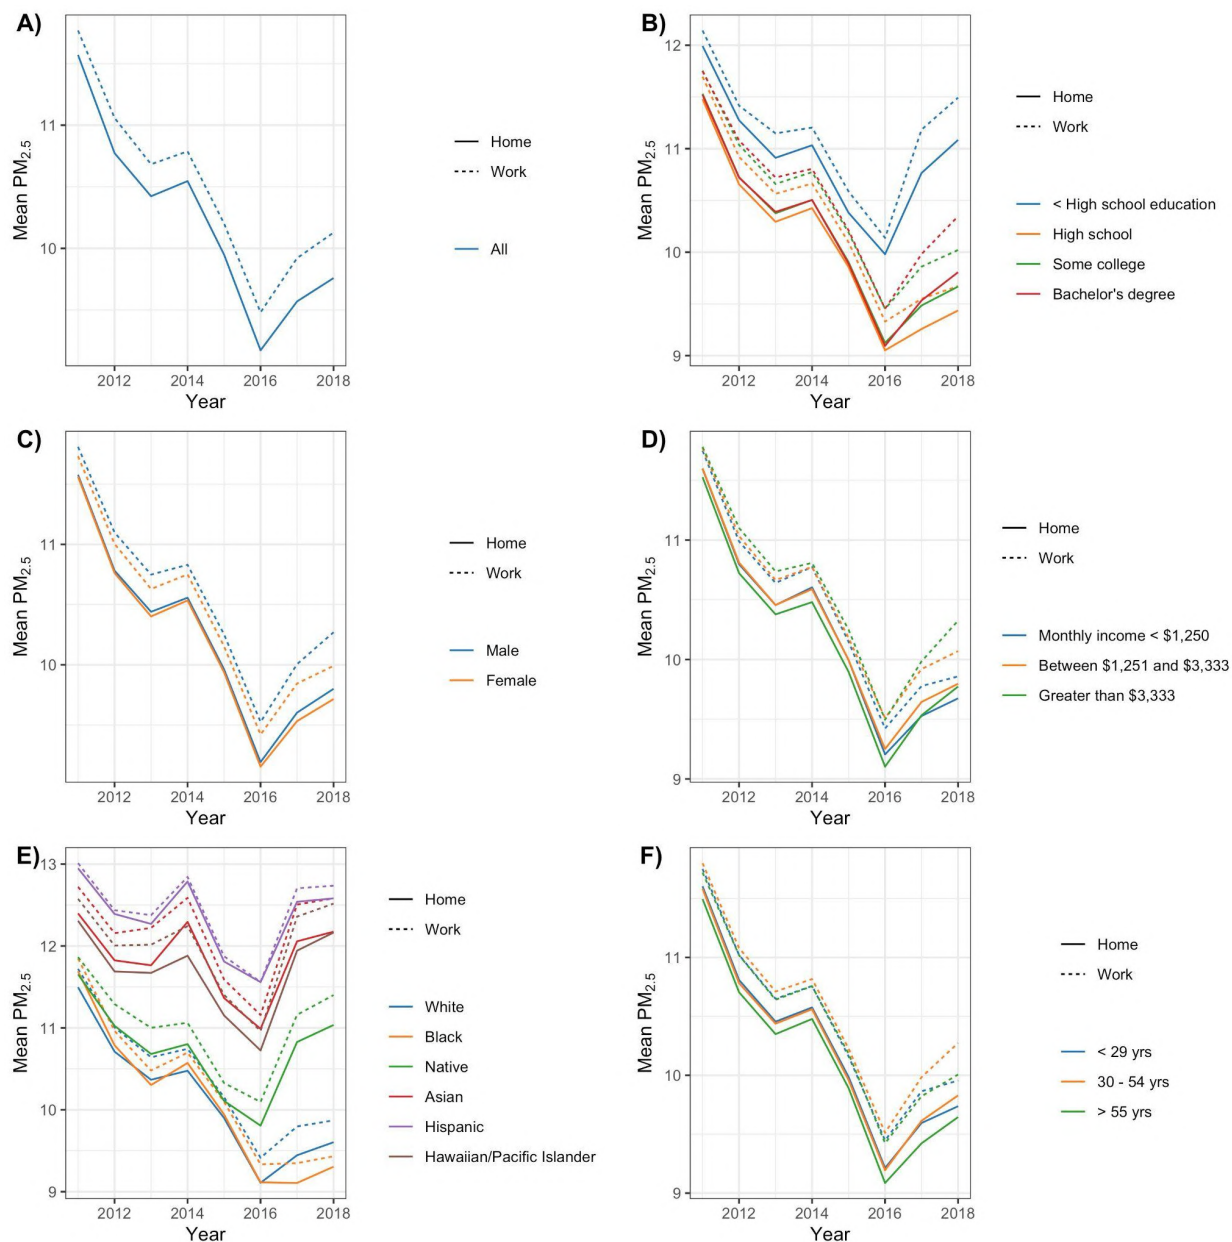 A)
Mean PM2.5
11
10
2012 2014 2016 2018
Year
Home
Work
All
B)
Mean PM2.5
12
11
10
9
2012 2014 2016 2018
Year
Home
Work
< High school education
High school
Some college
Bachelor's degree
C)
Mean PM2.5
11
10
2012 2014 2016 2018
Year
Home
Work
Male
Female
D)
Mean PM2.5
11
10
9
2012 2014 2016 2018
Year
Home
Work
Monthly income < $1,250
Between $1,251 and $3,333
Greater than $3,333
E)
Mean PM2.5
13
12
11
10
9
2012 2014 2016 2018
Year
Home
Work
White
Black
Native
Asian
Hispanic
Hawaiian/Pacific Islander
F)
Mean PM2.5
11
10
9
2012 2014 2016 2018
Year
Home
Work
< 29 yrs
30 - 54 yrs
> 55 yrs